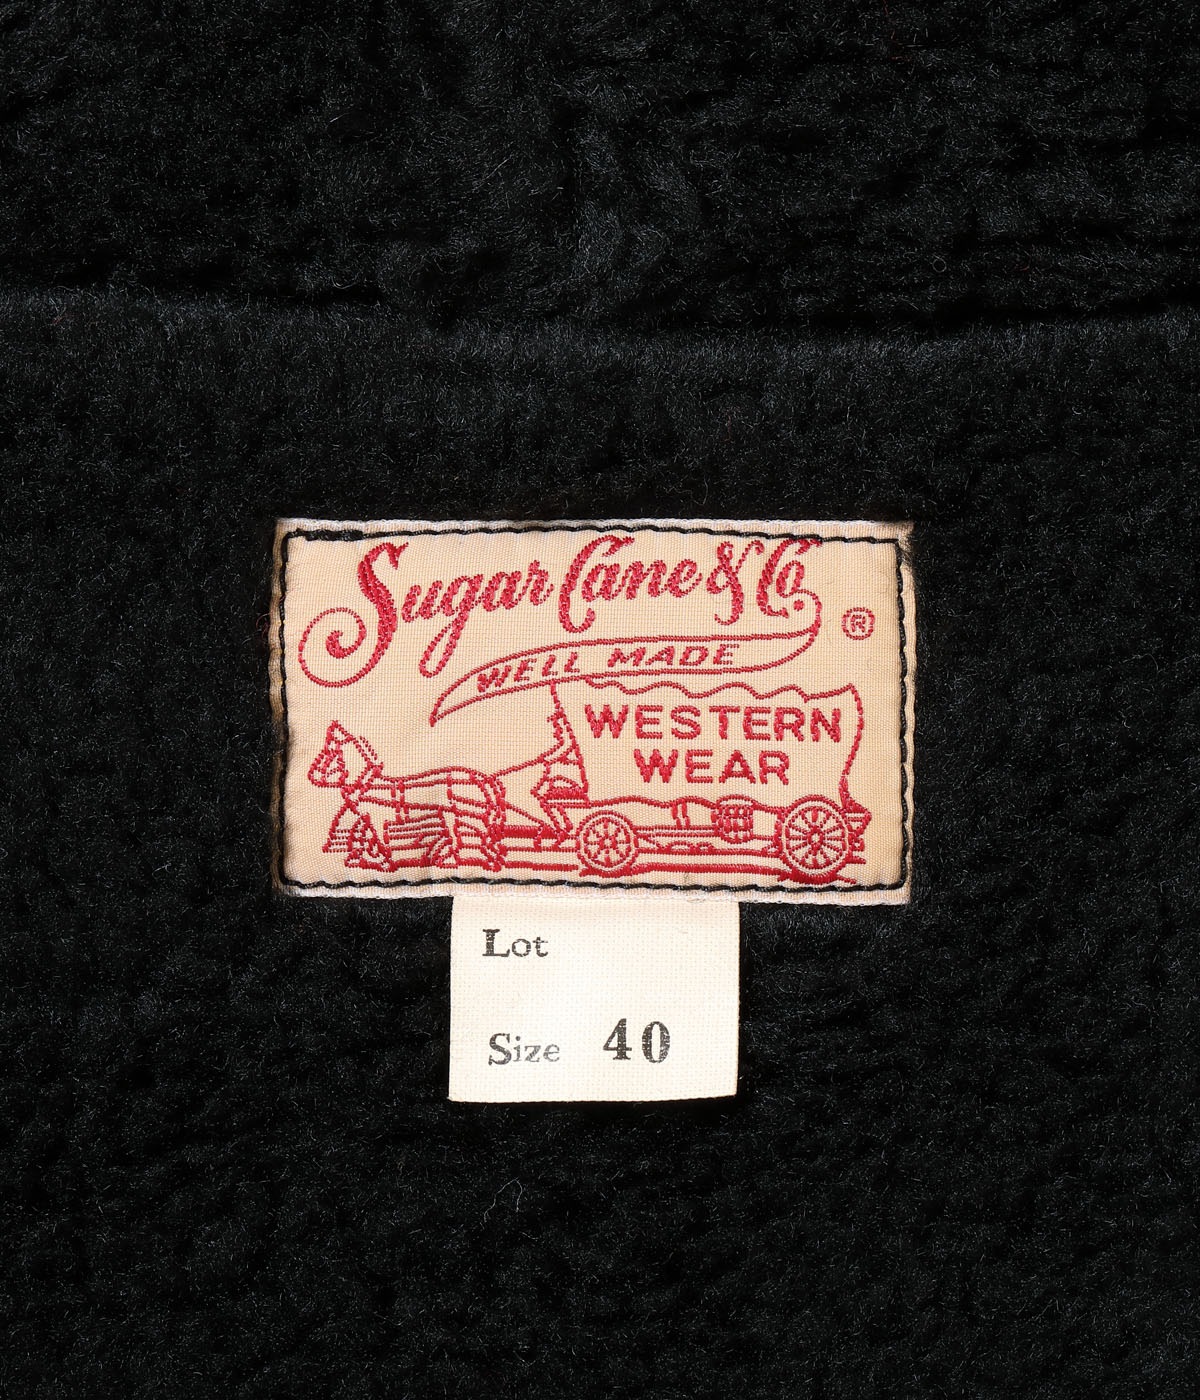 Sugar Cane & Co.
®
WELL MADE
WESTERN
WEAR
Lot
Size 40